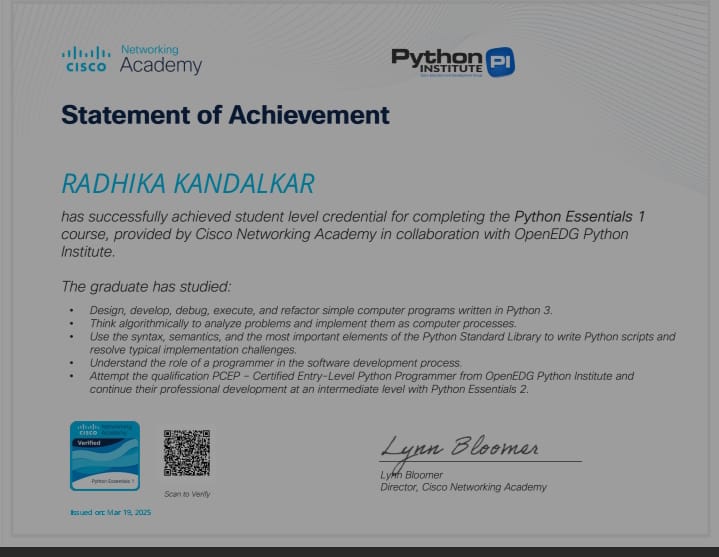 Networking
CISCO Academy
Python
INSTITUTE PI
Statement of Achievement
RADHIKA KANDALKAR
has successfully achieved student level credential for completing the Python Essentials 1
course, provided by Cisco Networking Academy in collaboration with OpenEDG Python
Institute.
The graduate has studied:
• Design, develop, debug, execute, and refactor simple computer programs written in Python 3.
• Think algorithmically to analyze problems and implement them as computer processes.
• Use the syntax, semantics, and the most important elements of the Python Standard Library to write Python scripts and
resolve typical implementation challenges.
• Understand the role of a programmer in the software development process.
• Attempt the qualification PCEP – Certified Entry-Level Python Programmer from OpenEDG Python Institute and
continue their professional development at an intermediate level with Python Essentials 2.
CISCO Networking
Academy
Verified
Python Essentials 1
Scan to Verify
Issued on: Mar 19, 2025
Lynn Bloomer
Lynn Bloomer
Director, Cisco Networking Academy